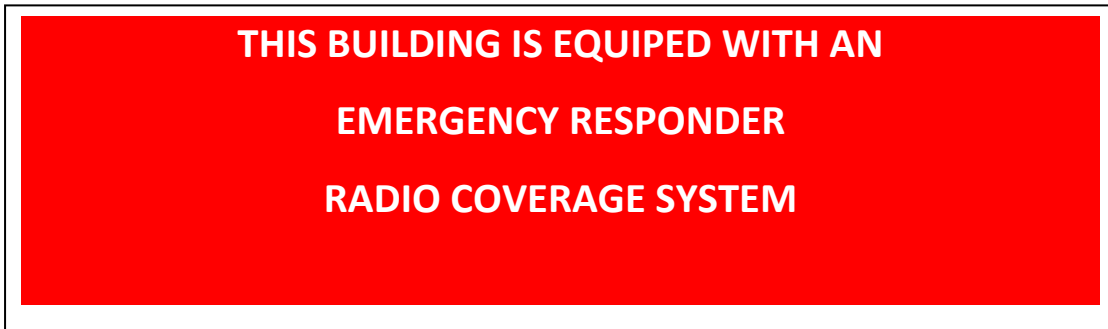 THIS BUILDING IS EQUIPED WITH AN
EMERGENCY RESPONDER
RADIO COVERAGE SYSTEM